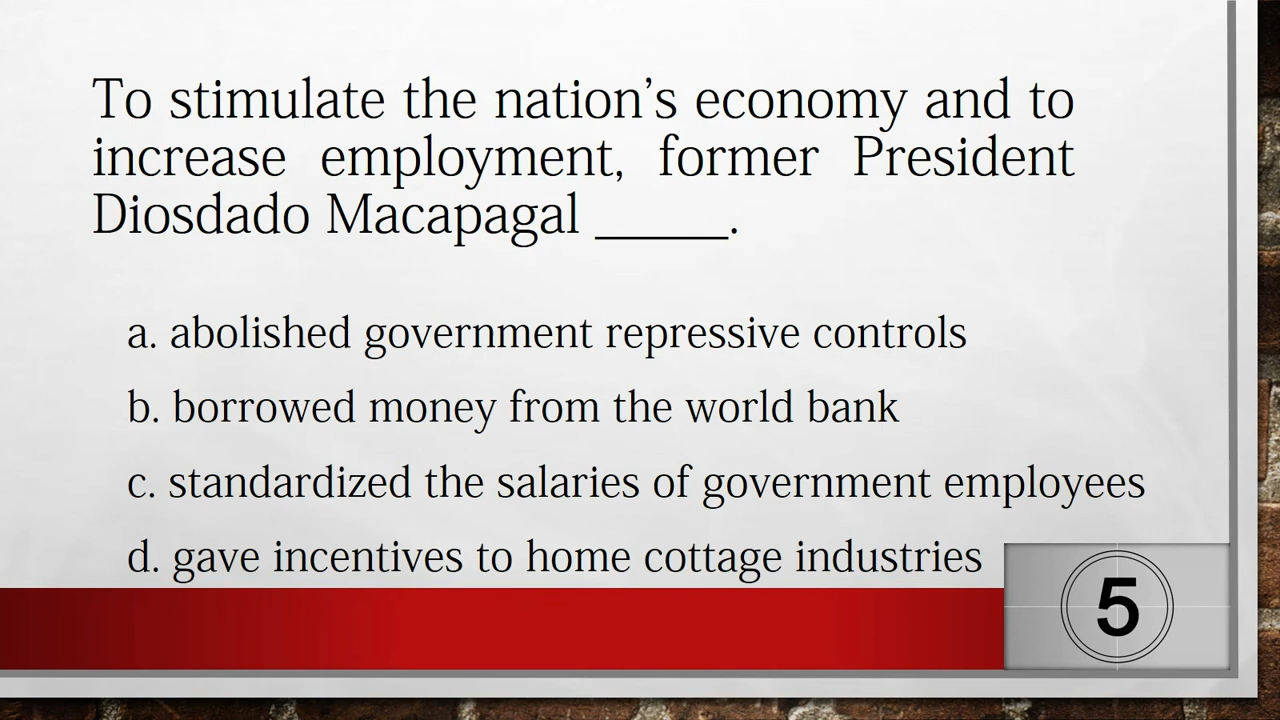 To stimulate the nation’s economy and to
increase employment, former President
Diosdado Macapagal _____.
a. abolished government repressive controls
b. borrowed money from the world bank
c. standardized the salaries of government employees
d. gave incentives to home cottage industries
5